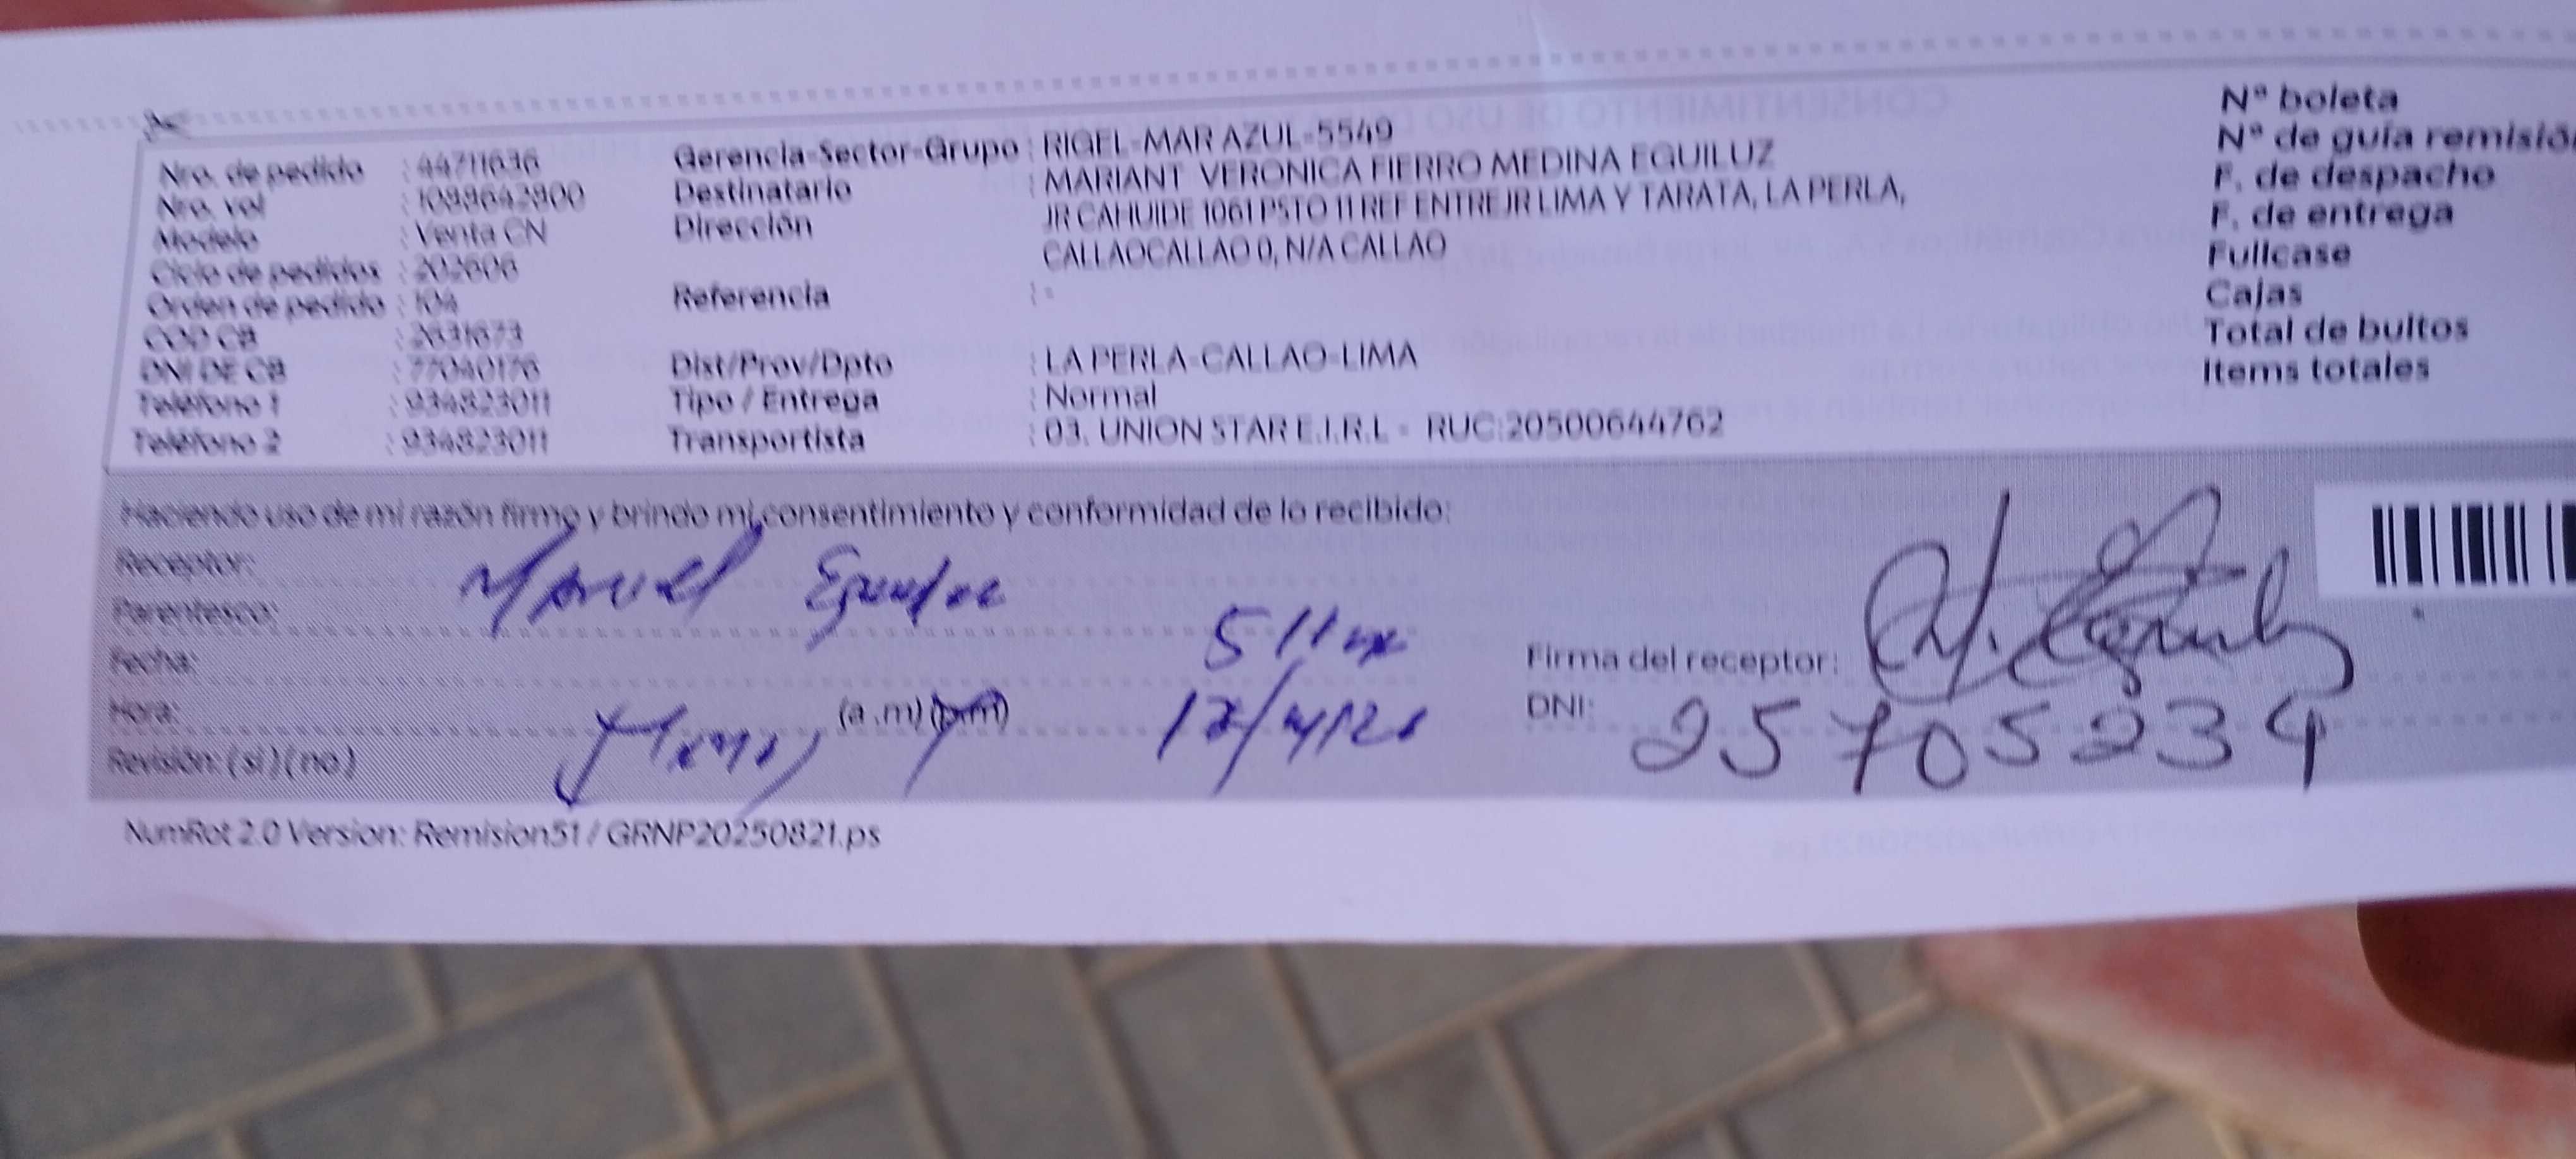 Nro. de pedido : 44711636
Nro. vol : 1088642800
Modelo : Venta CN
Ciclo de pedidos : 202606
Orden de pedido : 104
COD CB : 2631673
DNI DE CB : 77040176
Teléfono 1 : 934823011
Teléfono 2 : 934823011
Gerencia-Sector-Grupo : RIGEL-MAR AZUL-5549
Destinatario : MARIANT VERONICA FIERRO MEDINA EGUILUZ
Dirección JR CAHUIDE 1061 PSTO 11 REF ENTRE JR LIMA Y TARATA, LA PERLA,
CALLAOCALLAO 0, N/A CALLAO
Referencia : -
Dist/Prov/Dpto : LA PERLA-CALLAO-LIMA
Tipo / Entrega : Normal
Transportista : 03. UNION STAR E.I.R.L - RUC:20500644762
Nº boleta
Nº de guía remisió
F. de despacho
F. de entrega
Fullcase
Cajas
Total de bultos
Items totales
Haciendo uso de mi razón firmo y brindo mi consentimiento y conformidad de lo recibido:
Receptor: Manuel
Parentesco:
Fecha:
Hora: (a.m) (p.m)
Revisión: (si) (no)
Firma del receptor:
DNI: 25705234
NumRot 2.0 Version: Remision51 / GRNP20250821.ps